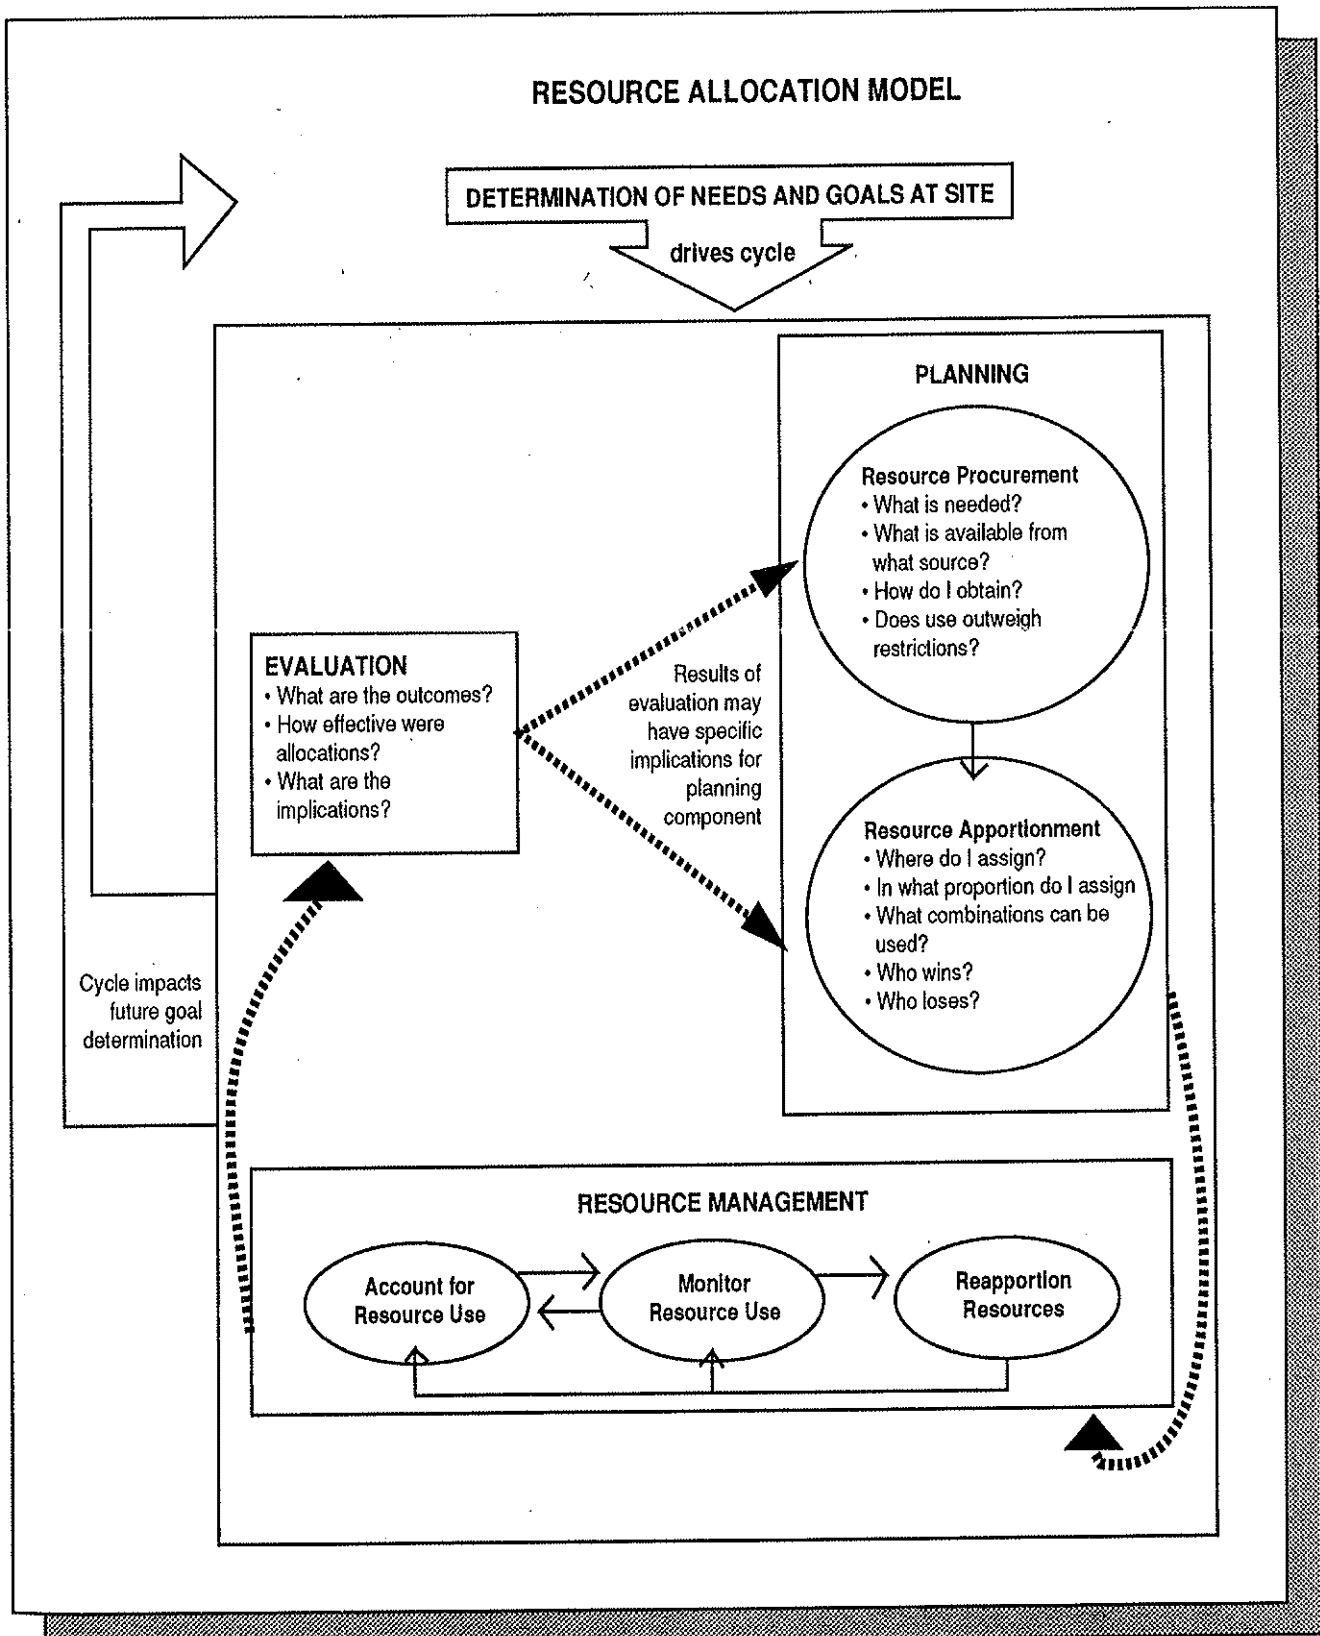 RESOURCE ALLOCATION MODEL
DETERMINATION OF NEEDS AND GOALS AT SITE
drives cycle
PLANNING
Resource Procurement
• What is needed?
• What is available from
what source?
• How do I obtain?
• Does use outweigh
restrictions?
EVALUATION
• What are the outcomes?
• How effective were
allocations?
• What are the
implications?
Results of
evaluation may
have specific
implications for
planning
component
Resource Apportionment
• Where do I assign?
• In what proportion do I assign
• What combinations can be
used?
• Who wins?
• Who loses?
Cycle impacts
future goal
determination
RESOURCE MANAGEMENT
Account for
Resource Use
Monitor
Resource Use
Reapportion
Resources